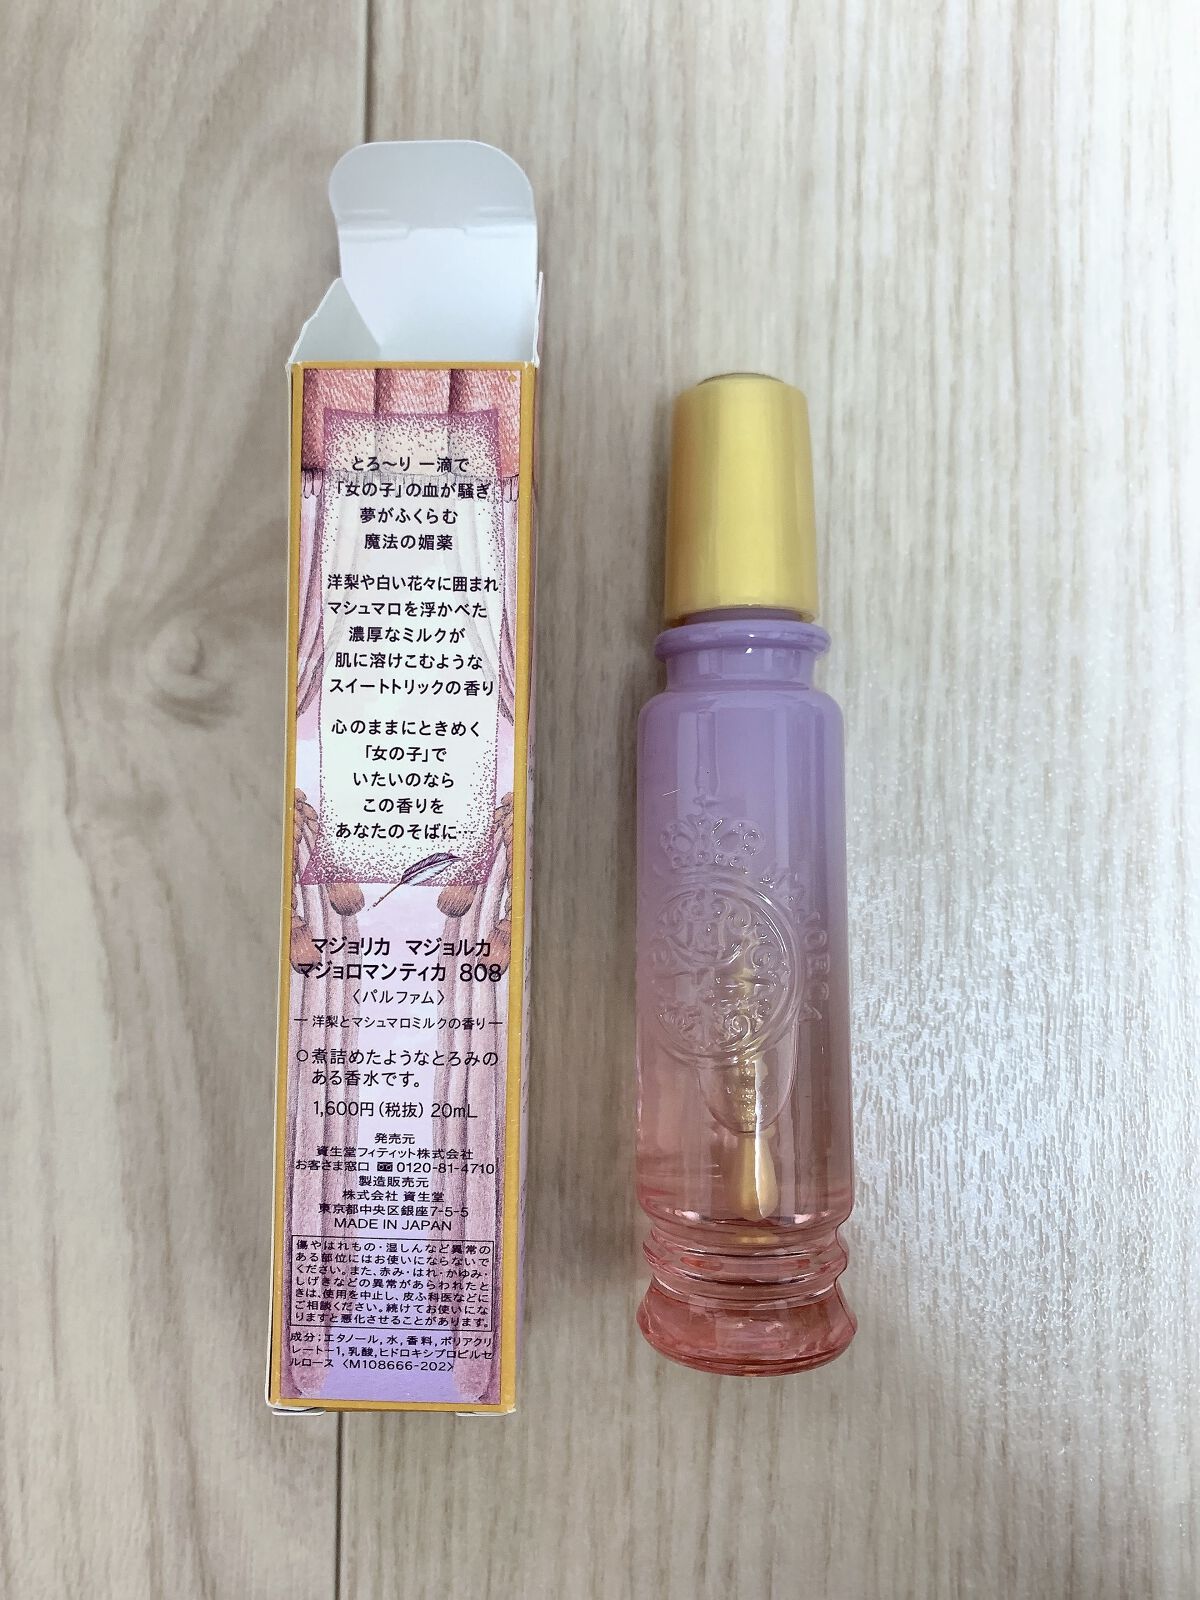 とろ〜り 一滴で
「女の子」の血が騒ぎ
夢がふくらむ
魔法の媚薬
洋梨や白い花々に囲まれ
マシュマロを浮かべた
濃厚なミルクが
肌に溶けこむような
スイートトリックの香り
心のままにときめく
「女の子」で
いたいのなら
この香りを
あなたのそばに…
マジョリカ マジョルカ
マジョロマンティカ 808
〈パルファム〉
― 洋梨とマシュマロミルクの香り ―
○煮詰めたようなとろみの
ある香水です。
1,600円(税抜) 20mL
発売元
資生堂フィティット株式会社
お客さま窓口 0120-81-4710
製造販売元
株式会社 資生堂
東京都中央区銀座7-5-5
MADE IN JAPAN
傷やはれもの・湿しんなど異常の
ある部位にはお使いにならないで
ください。また、赤み・はれ・かゆみ・
しげきなどの異常があらわれたと
きは、使用を中止し、皮ふ科医などに
ご相談ください。続けてお使いにな
りますと悪化させることがあります。
成分：エタノール, 水, 香料, ポリアクリ
レート-1, 乳酸, ヒドロキシプロピルセ
ルロース 〈M108666-202〉